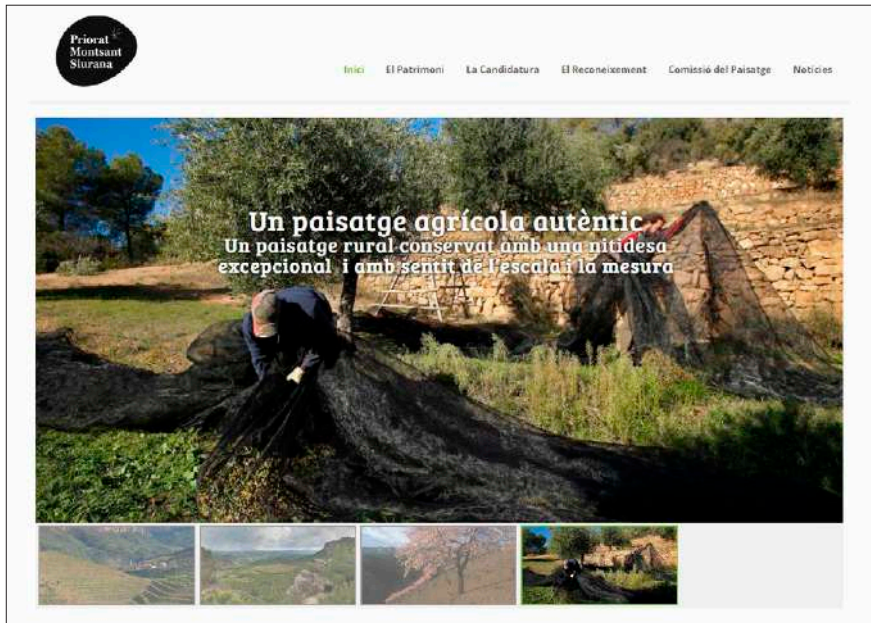 Priorat
Montsant
Siurana
Inici El Patrimoni La Candidatura El Reconeixement Comissió del Paisatge Notícies
Un paisatge agrícola autèntic
Un paisatge rural conservat amb una nitidesa
excepcional i amb sentit de l'escala i la mesura